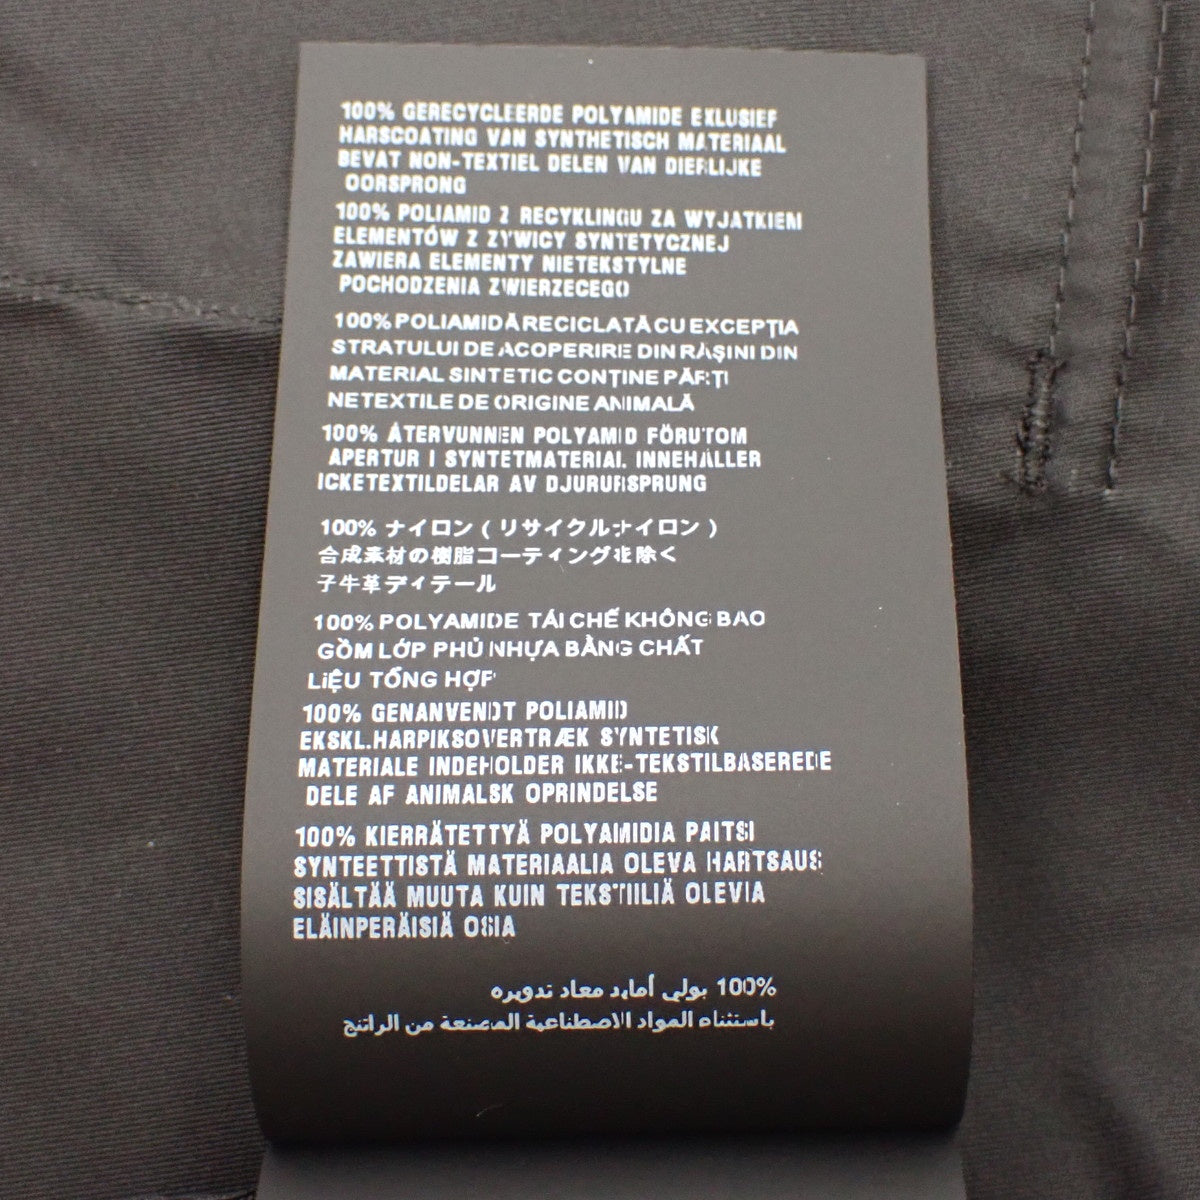 100% GERECYCLEERDE POLYAMIDE EXLUSIEF
HARSCOATING VAN SYNTHETISCH MATERIAAL
BEVAT NON-TEXTIEL DELEN VAN DIERLIJKE
OORSPRONG
100% POLIAMID Z RECYKLINGU ZA WYJATKIEM
ELEMENTÓW Z ZYWICY SYNTETYCZNEJ
ZAWIERA ELEMENTY NIETEKSTYLNE
POCHODZENIA ZWIERZECEGO
100% POLIAMIDĂ RECICLATĂ CU EXCEPȚIA
STRATULUI DE ACOPERIRE DIN RĂȘINI DIN
MATERIAL SINTETIC CONȚINE PĂRȚI
NETEXTILE DE ORIGINE ANIMALĂ
100% ÅTERVUNNEN POLYAMID FÖRUTOM
APERTUR I SYNTETMATERIAL INNEHÅLLER
ICKETEXTILDELAR AV DJURURSPRUNG
100% ナイロン ( リサイクルナイロン )
合成素材の樹脂コーティングを除く
子牛革ディテール
100% POLYAMIDE TÁI CHẾ KHÔNG BAO
GỒM LỚP PHỦ NHỰA BẰNG CHẤT
LIỆU TỔNG HỢP
100% GENANVENDT POLIAMID
EKSKL.HARPIKSOVERTRÆK SYNTETISK
MATERIALE INDEHOLDER IKKE-TEKSTILBASEREDE
DELE AF ANIMALSK OPRINDELSE
100% KIERRÄTETTYÄ POLYAMIDIA PAITSI
SYNTEETTISTÄ MATERIAALIA OLEVA HARTSAUS
SISÄLTÄÄ MUUTA KUIN TEKSTIILIÄ OLEVIA
ELÄINPERÄISIÄ OSIA
100% بولي أمايد معاد تدويره
باستثناء المواد الاصطناعية المصنعة من الراتنج